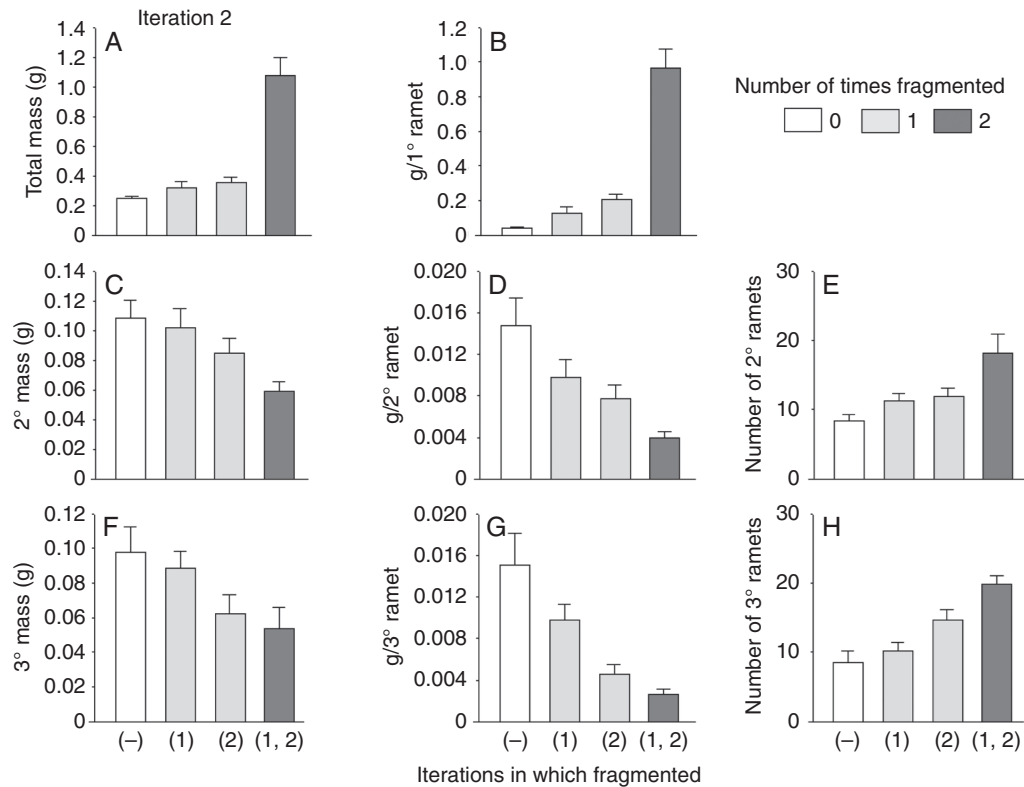 Iteration 2
A
Total mass (g)
1.4
1.2
1.0
0.8
0.6
0.4
0.2
0
B
g/1° ramet
1.2
1.0
0.8
0.6
0.4
0.2
0
Number of times fragmented
0 1 2
C
2° mass (g)
0.14
0.12
0.10
0.08
0.06
0.04
0.02
0
D
g/2° ramet
0.020
0.016
0.012
0.008
0.004
0
E
Number of 2° ramets
30
20
10
0
F
3° mass (g)
0.12
0.10
0.08
0.06
0.04
0.02
0
(–) (1) (2) (1, 2)
G
g/3° ramet
0.020
0.016
0.012
0.008
0.004
0
(–) (1) (2) (1, 2)
H
Number of 3° ramets
30
20
10
0
(–) (1) (2) (1, 2)
Iterations in which fragmented